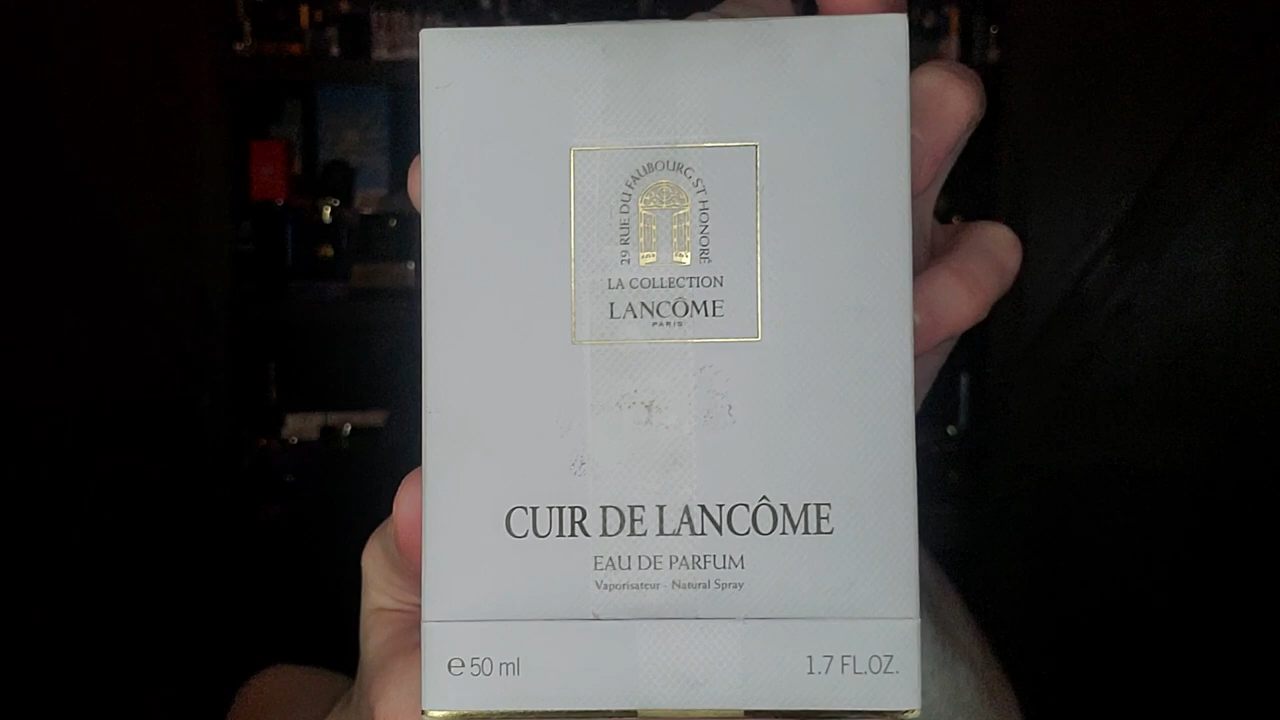 29 RUE DU FAUBOURG ST HONORÉ
LA COLLECTION
LANCÔME
PARIS
CUIR DE LANCÔME
EAU DE PARFUM
Vaporisateur - Natural Spray
℮ 50 ml
1.7 FL.OZ.